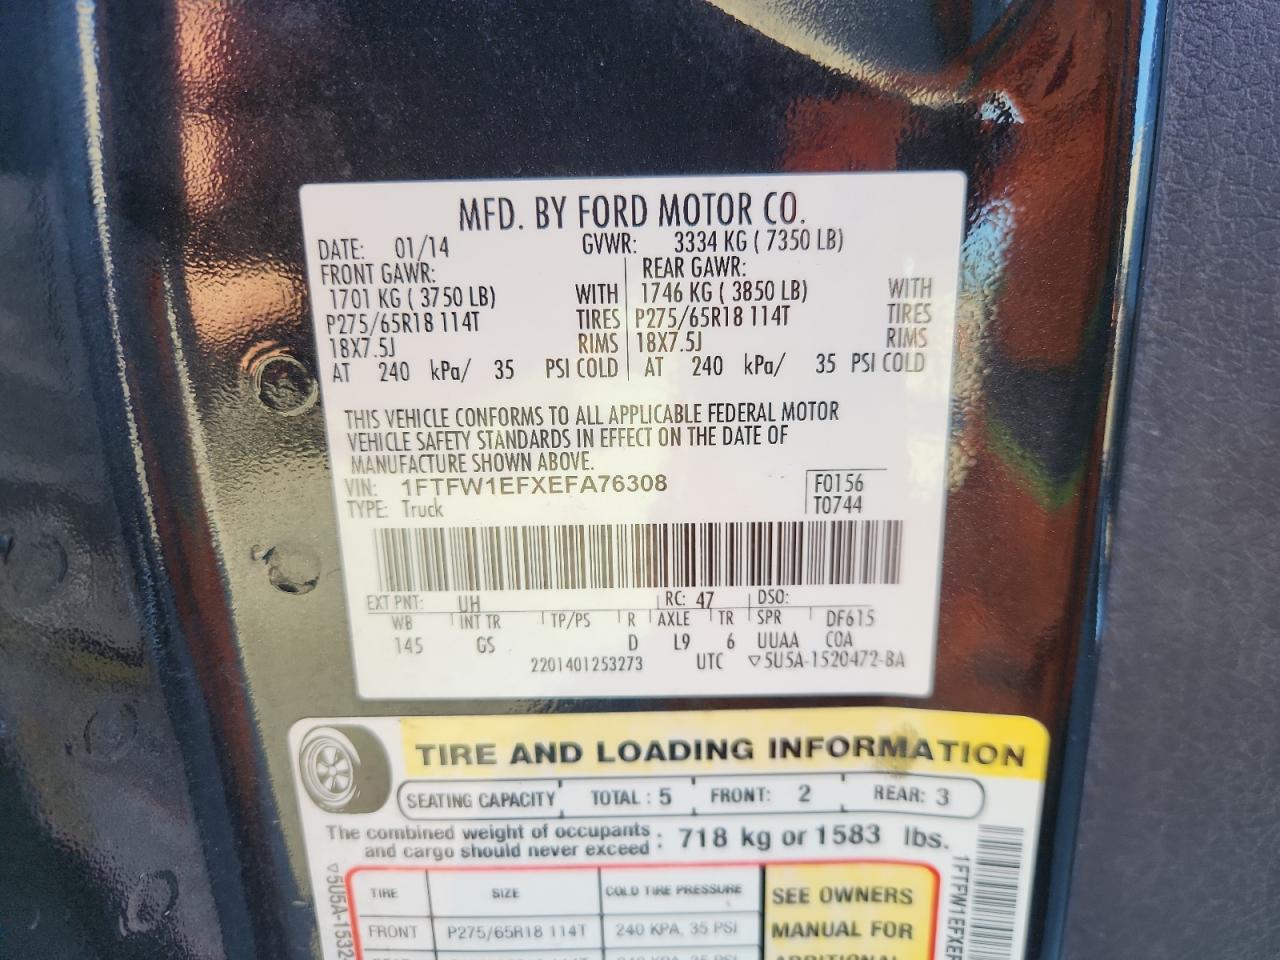 MFD. BY FORD MOTOR CO.
DATE: 01/14 GVWR: 3334 KG ( 7350 LB)
FRONT GAWR: REAR GAWR:
1701 KG ( 3750 LB) WITH 1746 KG ( 3850 LB) WITH
P275/65R18 114T TIRES P275/65R18 114T TIRES
18X7.5J RIMS 18X7.5J RIMS
AT 240 kPa/ 35 PSI COLD AT 240 kPa/ 35 PSI COLD
THIS VEHICLE CONFORMS TO ALL APPLICABLE FEDERAL MOTOR
VEHICLE SAFETY STANDARDS IN EFFECT ON THE DATE OF
MANUFACTURE SHOWN ABOVE.
VIN: 1FTFW1EFXEFA76308 F0156
TYPE: Truck T0744
EXT PNT: UH RC: 47 DSO:
WB INT TR TP/PS R AXLE TR SPR DF615
145 GS D L9 6 UUAA COA
2201401253273 UTC ▽5U5A-1520472-BA
TIRE AND LOADING INFORMATION
SEATING CAPACITY TOTAL : 5 FRONT: 2 REAR: 3
The combined weight of occupants
and cargo should never exceed : 718 kg or 1583 lbs.
TIRE SIZE COLD TIRE PRESSURE SEE OWNERS
FRONT P275/65R18 114T 240 KPA, 35 PSI MANUAL FOR
ADDITIONAL
▽5U5A-1532
1FTFW1EFXEF